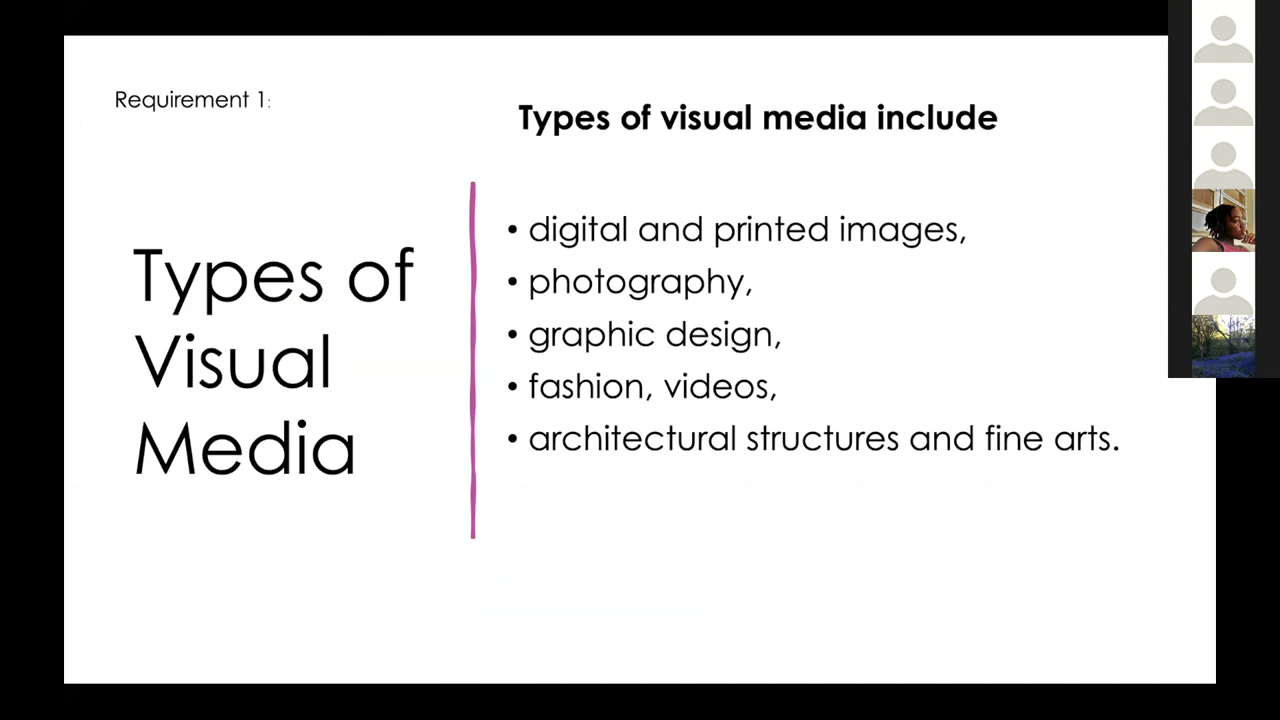 Requirement 1:
Types of
Visual
Media
Types of visual media include
• digital and printed images,
• photography,
• graphic design,
• fashion, videos,
• architectural structures and fine arts.